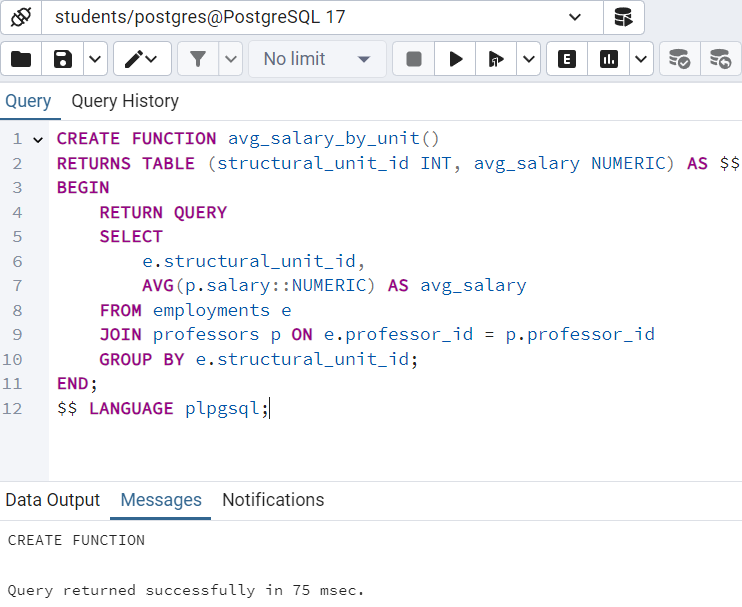 students/postgres@PostgreSQL 17
No limit
E
Query Query History
1 CREATE FUNCTION avg_salary_by_unit()
2 RETURNS TABLE (structural_unit_id INT, avg_salary NUMERIC) AS $$
3 BEGIN
4 RETURN QUERY
5 SELECT
6 e.structural_unit_id,
7 AVG(p.salary::NUMERIC) AS avg_salary
8 FROM employments e
9 JOIN professors p ON e.professor_id = p.professor_id
10 GROUP BY e.structural_unit_id;
11 END;
12 $$ LANGUAGE plpgsql;
Data Output Messages Notifications
CREATE FUNCTION
Query returned successfully in 75 msec.